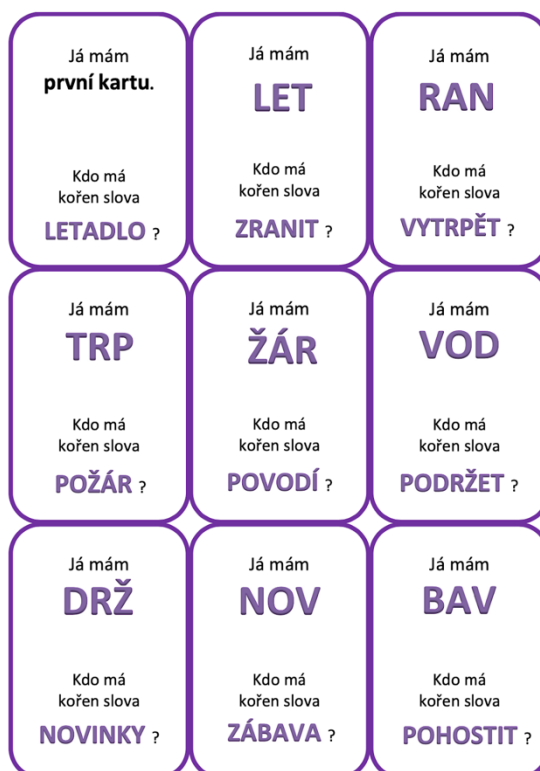 Já mám
první kartu.
Kdo má
kořen slova
LETADLO ?
Já mám
LET
Kdo má
kořen slova
ZRANIT ?
Já mám
RAN
Kdo má
kořen slova
VYTRPĚT ?
Já mám
TRP
Kdo má
kořen slova
POŽÁR ?
Já mám
ŽÁR
Kdo má
kořen slova
POVODÍ ?
Já mám
VOD
Kdo má
kořen slova
PODRŽET ?
Já mám
DRŽ
Kdo má
kořen slova
NOVINKY ?
Já mám
NOV
Kdo má
kořen slova
ZÁBAVA ?
Já mám
BAV
Kdo má
kořen slova
POHOSTIT ?